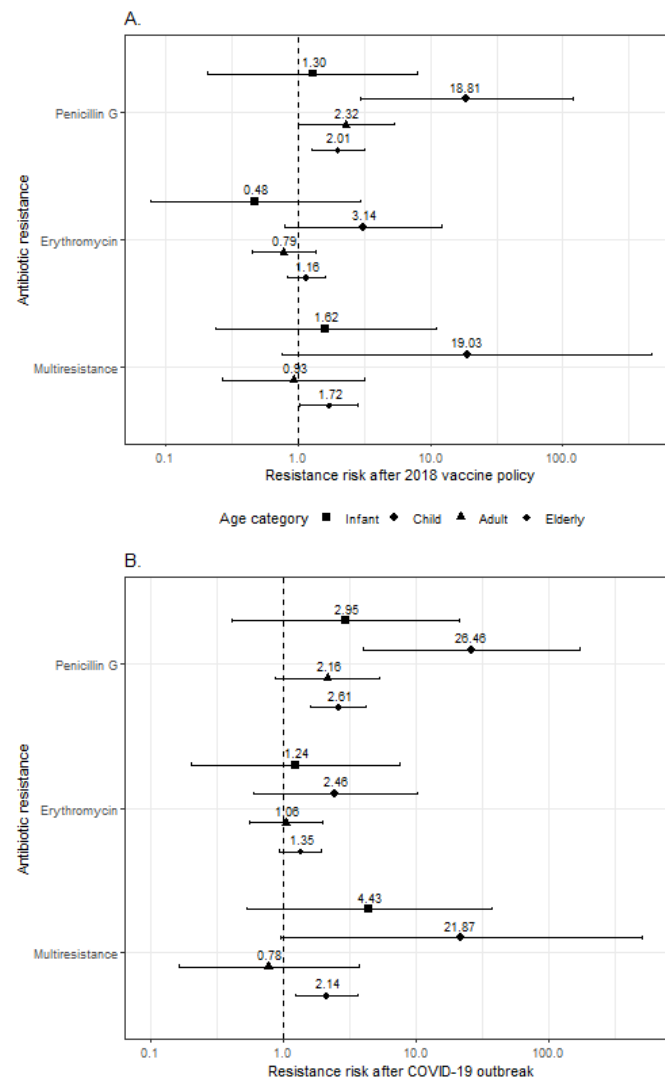 A.
1.30
18.81
Penicillin G
2.32
2.01
0.48
3.14
Erythromycin
0.79
1.16
1.62
19.03
Multiresistance
0.93
1.72
Antibiotic resistance
0.1 1.0 10.0 100.0
Resistance risk after 2018 vaccine policy
Age category Infant Child Adult Elderly
B.
2.95
26.46
Penicillin G
2.16
2.61
1.24
2.46
Erythromycin
1.06
1.35
4.43
21.87
Multiresistance
0.78
2.14
Antibiotic resistance
0.1 1.0 10.0 100.0
Resistance risk after COVID-19 outbreak